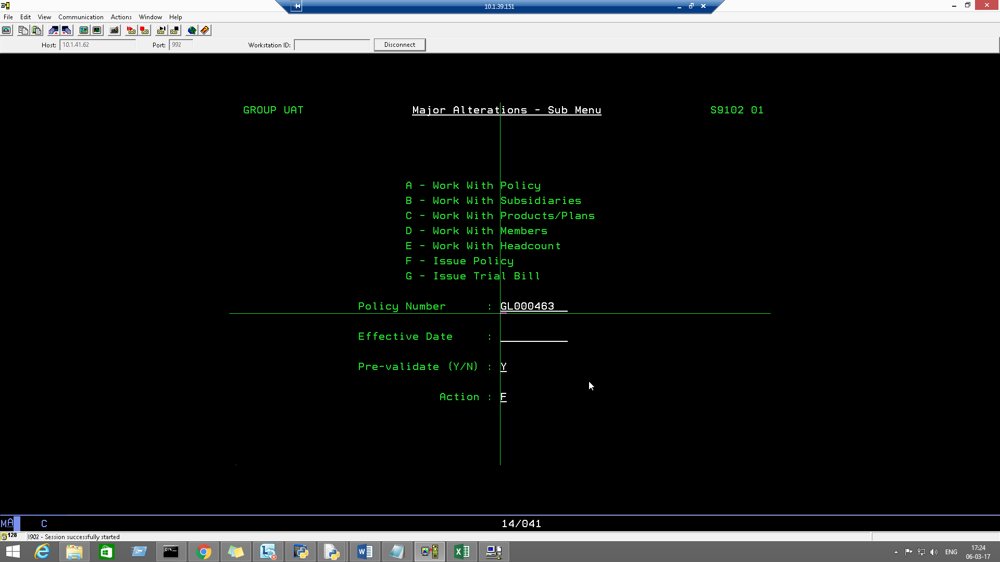 10.1.39.151
File Edit View Communication Actions Window Help
Host: 10.1.41.62 Port: 992 Workstation ID: Disconnect
GROUP UAT Major Alterations - Sub Menu S9102 01
A - Work With Policy
B - Work With Subsidiaries
C - Work With Products/Plans
D - Work With Members
E - Work With Headcount
F - Issue Policy
G - Issue Trial Bill
Policy Number : GL000463
Effective Date :
Pre-validate (Y/N) : Y
Action : F
MA C 14/041
128 I902 - Session successfully started
C:\_ W X ENG 17:24
06-03-17